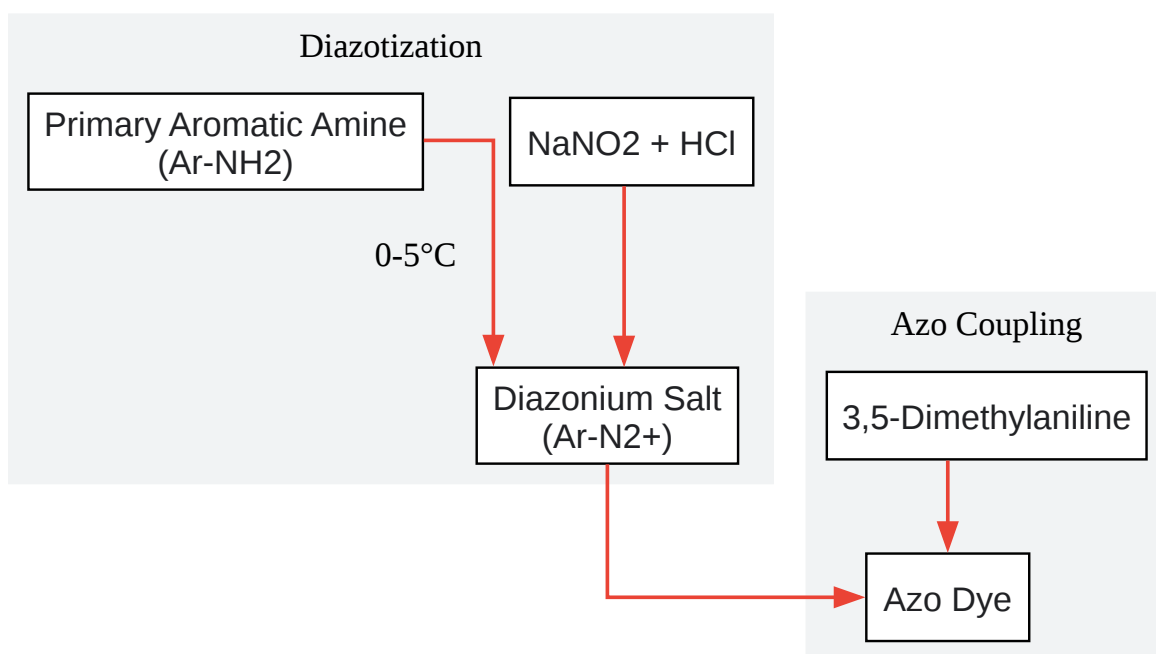 Diazotization
Primary Aromatic Amine
(Ar-NH2)
NaNO2 + HCl
0-5°C
Diazonium Salt
(Ar-N2+)
Azo Coupling
3,5-Dimethylaniline
Azo Dye